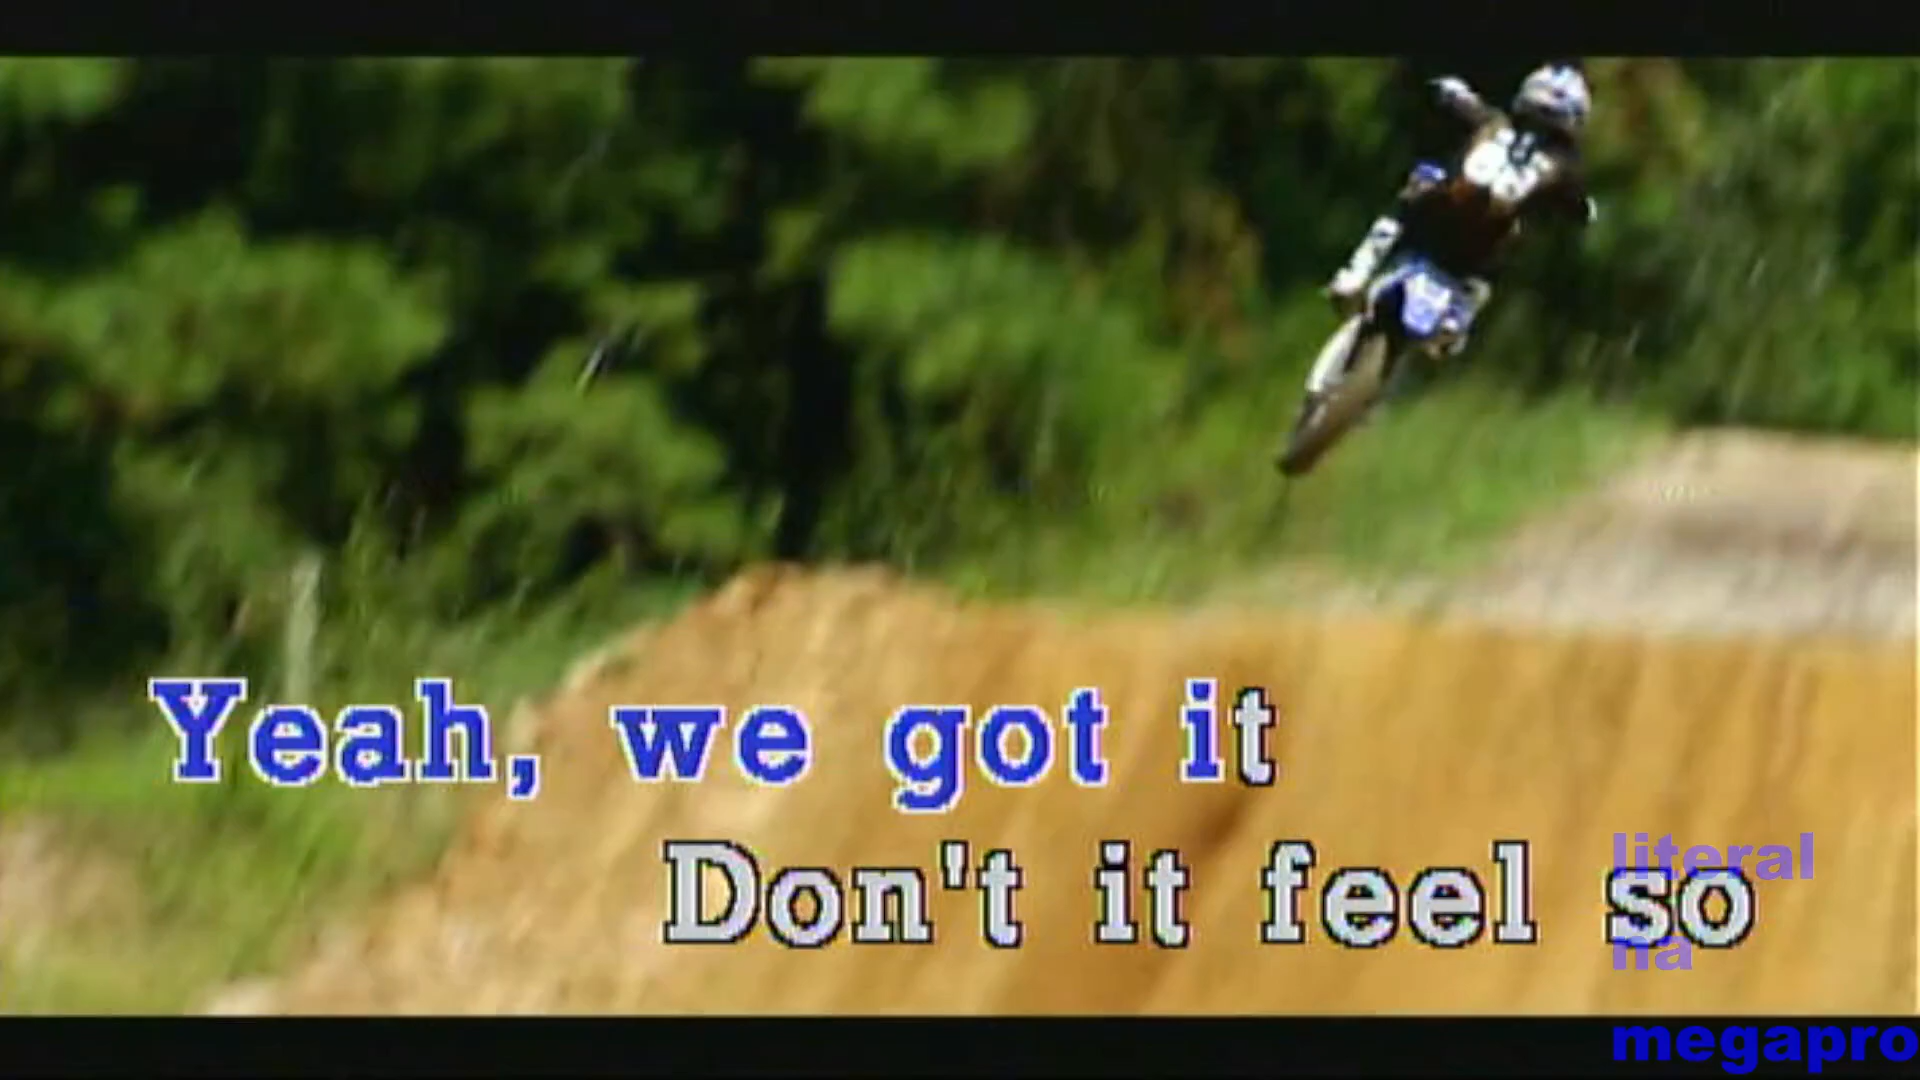 Yeah, we got it
Don't it feel so
literal
na
megapro